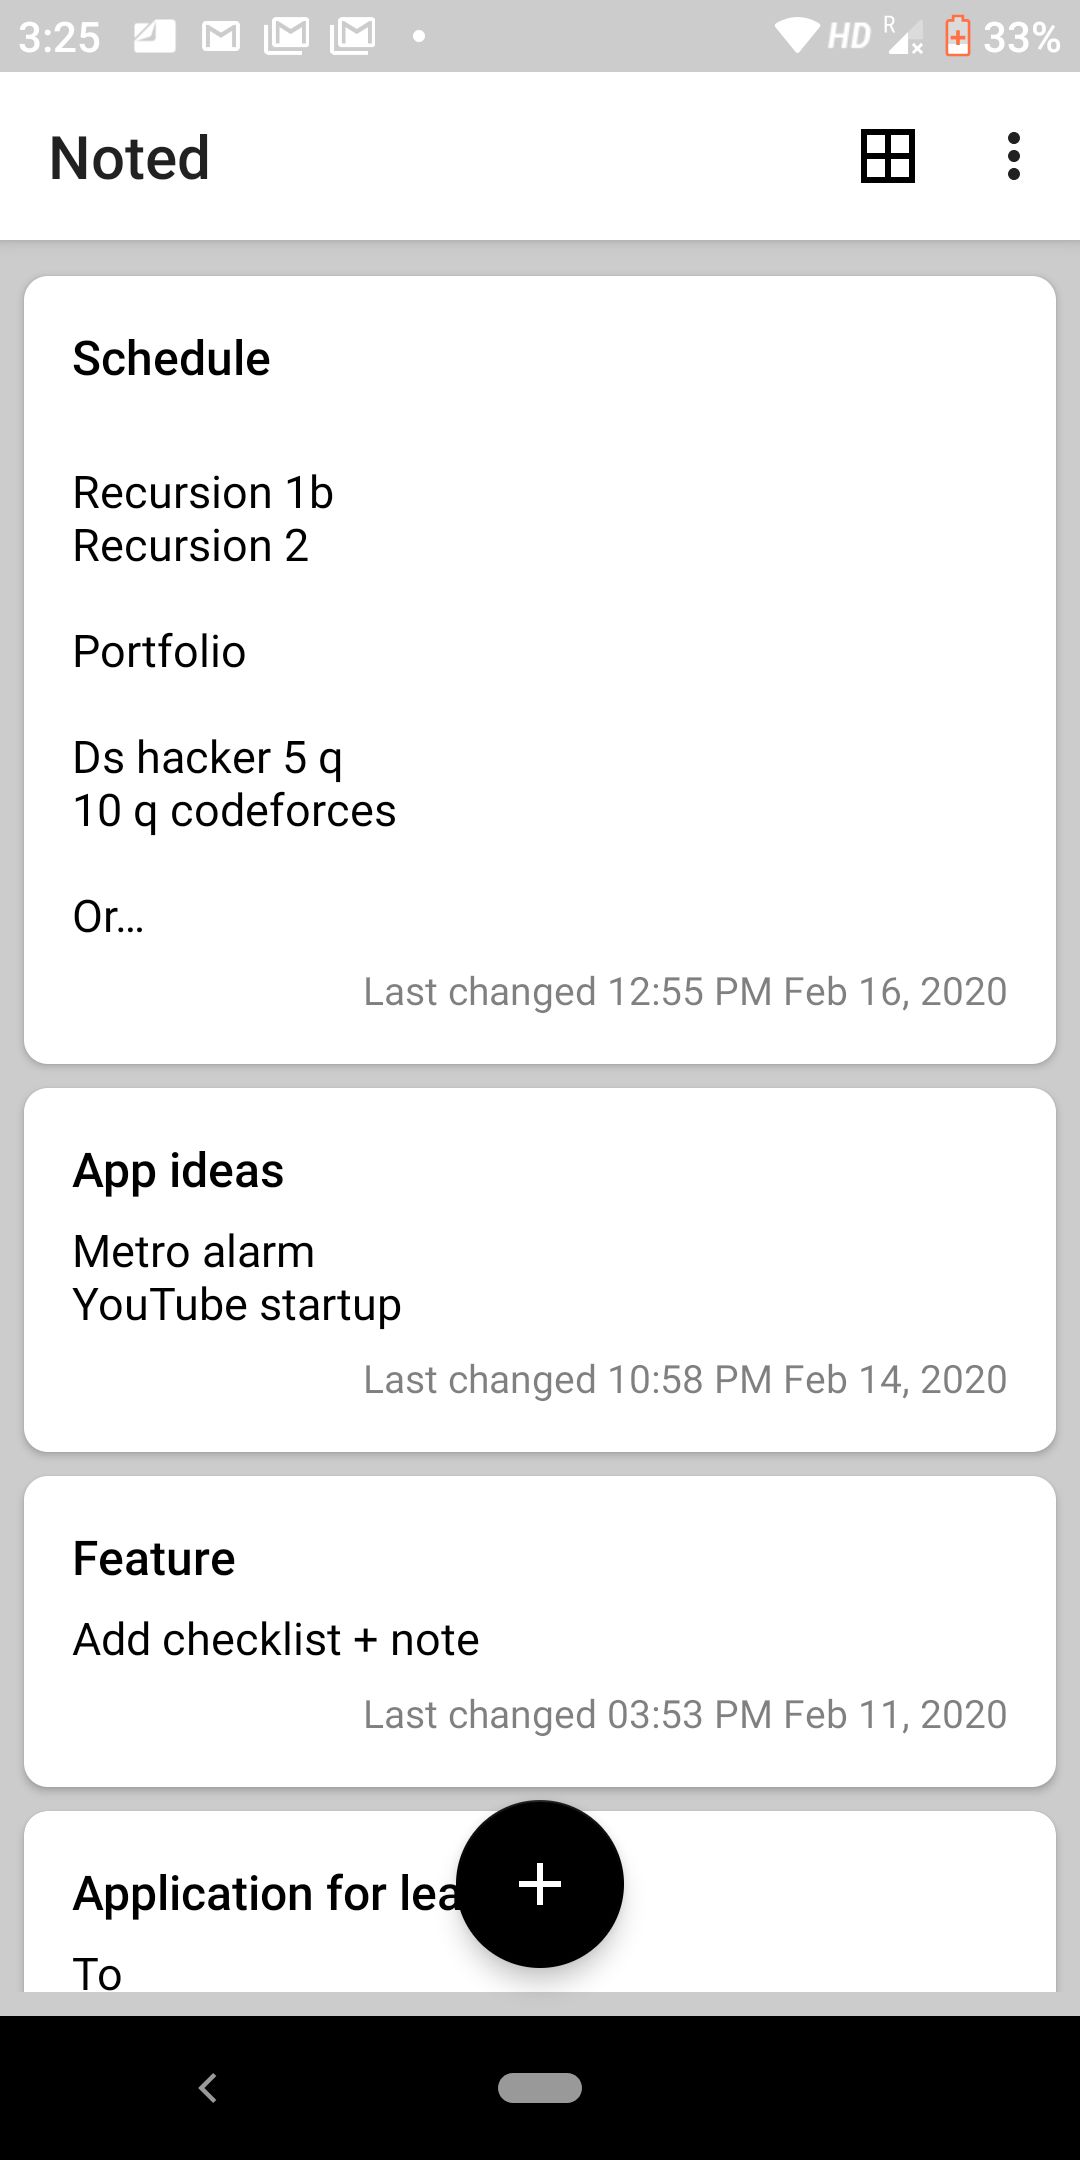 3:25
HD R 33%
Noted
Schedule
Recursion 1b
Recursion 2
Portfolio
Ds hacker 5 q
10 q codeforces
Or...
Last changed 12:55 PM Feb 16, 2020
App ideas
Metro alarm
YouTube startup
Last changed 10:58 PM Feb 14, 2020
Feature
Add checklist + note
Last changed 03:53 PM Feb 11, 2020
Application for lea
To